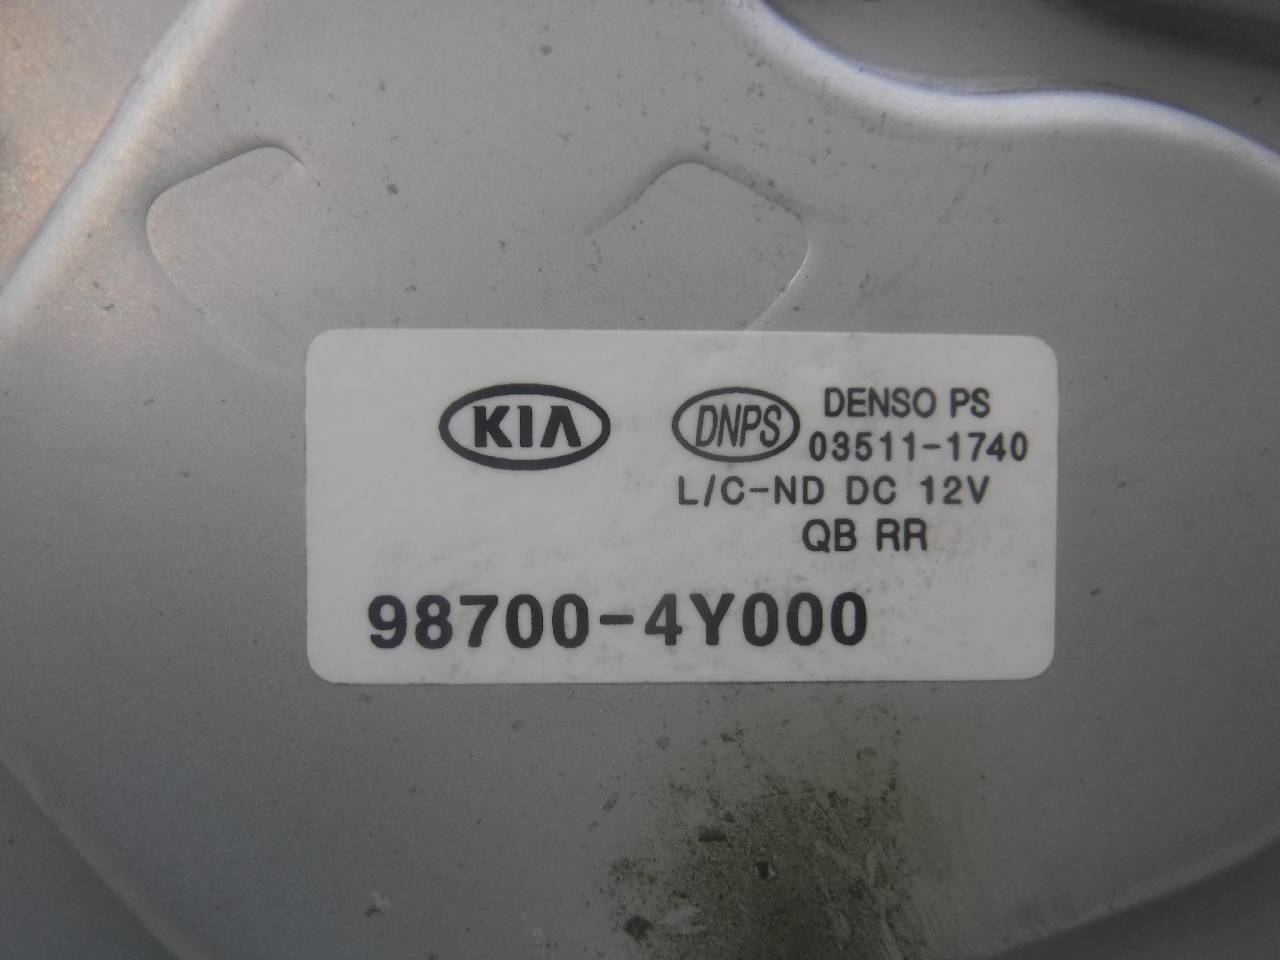 KIA
DNPS
DENSO PS
03511-1740
L/C-ND DC 12V
QB RR
98700-4Y000